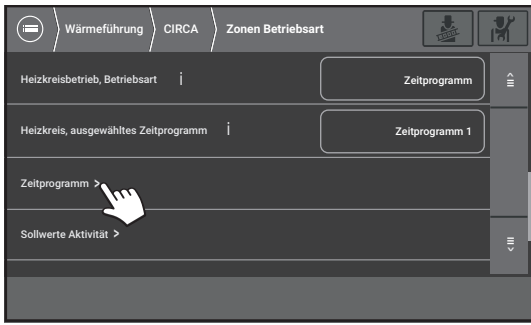 Wärmeführung CIRCA Zonen Betriebsart
Heizkreisbetrieb, Betriebsart i Zeitprogramm
Heizkreis, ausgewähltes Zeitprogramm i Zeitprogramm 1
Zeitprogramm >
Sollwerte Aktivität >